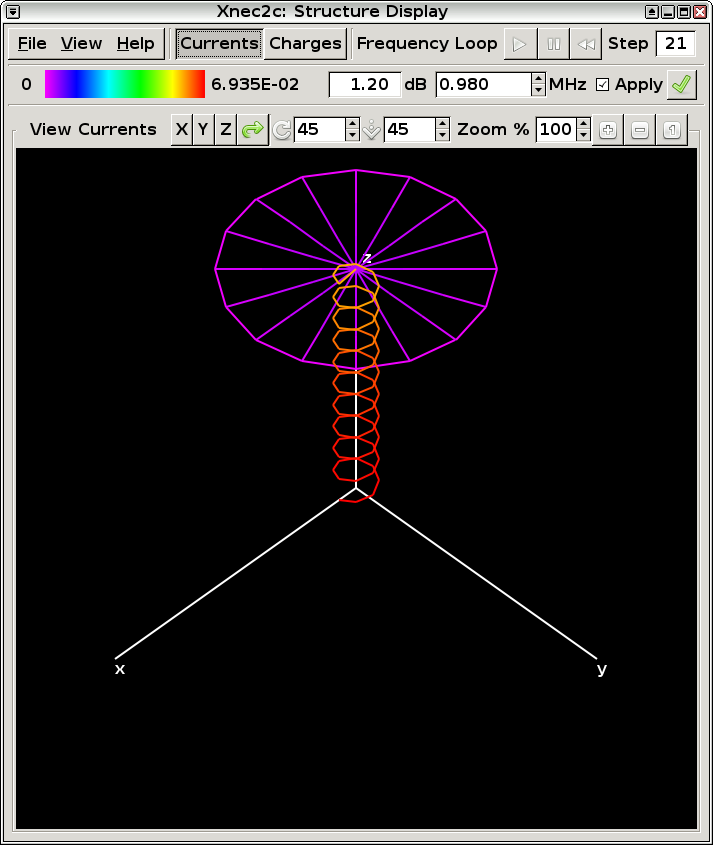 Xnec2c: Structure Display
File View Help Currents Charges Frequency Loop Step 21
0 6.935E-02 1.20 dB 0.980 MHz Apply
View Currents X Y Z 45 45 Zoom % 100 1
z
x y